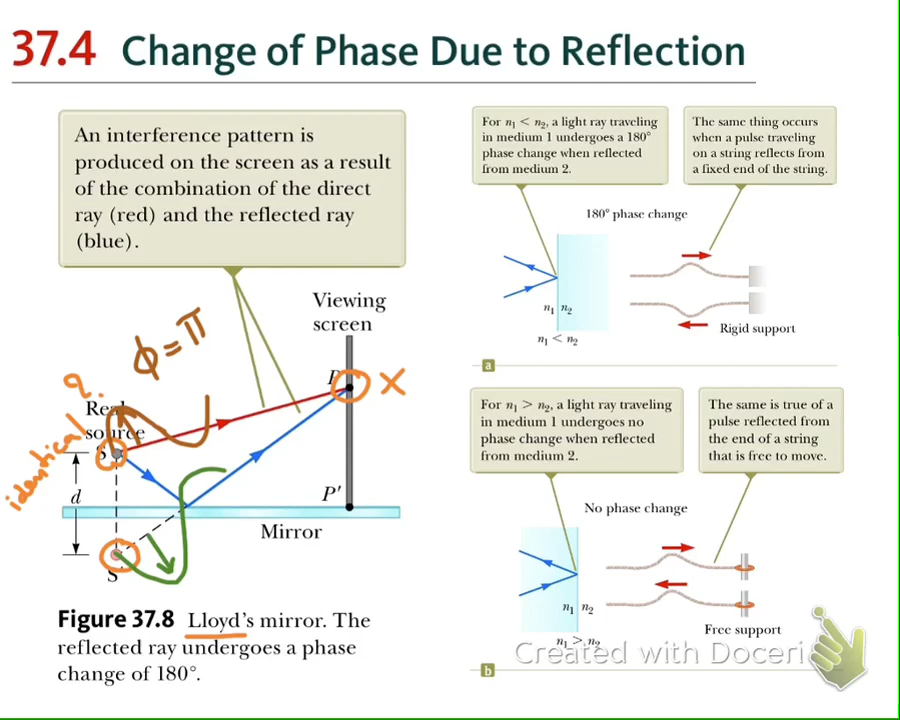 37.4 Change of Phase Due to Reflection
An interference pattern is
produced on the screen as a result
of the combination of the direct
ray (red) and the reflected ray
(blue).
Viewing
screen
ϕ = π
identical?
Real
source
S
P
X
d
P'
Mirror
S'
Figure 37.8 Lloyd's mirror. The
reflected ray undergoes a phase
change of 180°.
For n₁ < n₂, a light ray traveling
in medium 1 undergoes a 180°
phase change when reflected
from medium 2.
The same thing occurs
when a pulse traveling
on a string reflects from
a fixed end of the string.
180° phase change
n₁ n₂
n₁ < n₂
Rigid support
a
For n₁ > n₂, a light ray traveling
in medium 1 undergoes no
phase change when reflected
from medium 2.
The same is true of a
pulse reflected from
the end of a string
that is free to move.
No phase change
n₁ n₂
n₁ > n₂
Free support
b
Created with Doceri